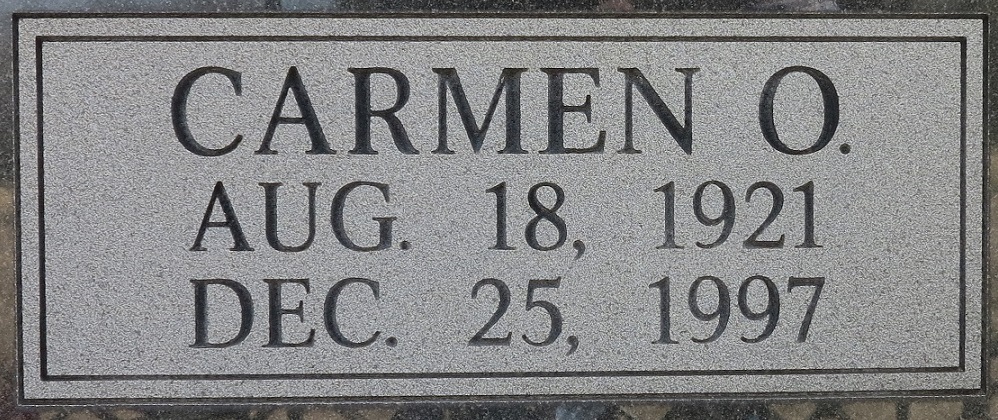 CARMEN O.
AUG. 18, 1921
DEC. 25, 1997